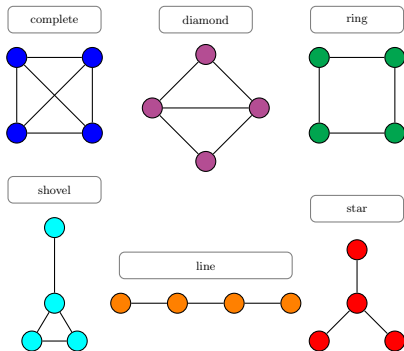 complete
diamond
ring
shovel
line
star